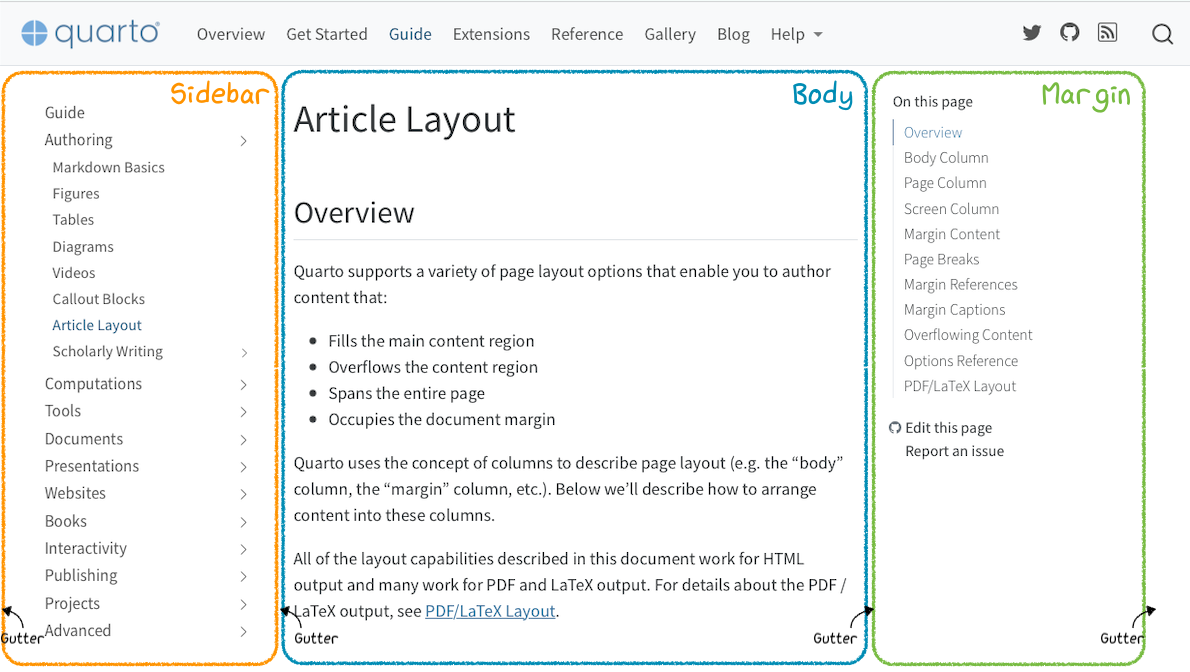 quarto
Overview Get Started Guide Extensions Reference Gallery Blog Help
Sidebar
Guide
Authoring
Markdown Basics
Figures
Tables
Diagrams
Videos
Callout Blocks
Article Layout
Scholarly Writing
Computations
Tools
Documents
Presentations
Websites
Books
Interactivity
Publishing
Projects
Advanced
Gutter
Body
Article Layout
Overview
Quarto supports a variety of page layout options that enable you to author
content that:
• Fills the main content region
• Overflows the content region
• Spans the entire page
• Occupies the document margin
Quarto uses the concept of columns to describe page layout (e.g. the “body”
column, the “margin” column, etc.). Below we’ll describe how to arrange
content into these columns.
All of the layout capabilities described in this document work for HTML
output and many work for PDF and LaTeX output. For details about the PDF /
LaTeX output, see PDF/LaTeX Layout.
Gutter
Gutter
Margin
On this page
Overview
Body Column
Page Column
Screen Column
Margin Content
Page Breaks
Margin References
Margin Captions
Overflowing Content
Options Reference
PDF/LaTeX Layout
Edit this page
Report an issue
Gutter